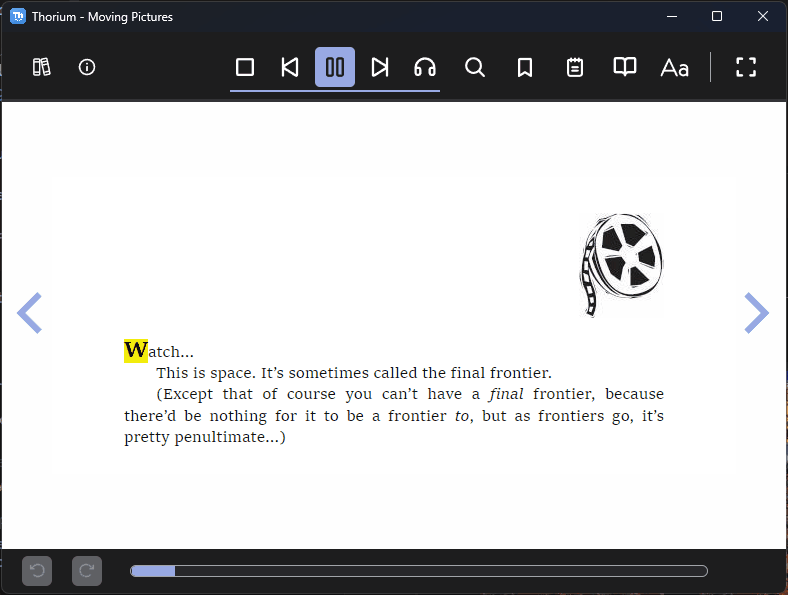 Th
Thorium - Moving Pictures
Aa
Watch...
This is space. It’s sometimes called the final frontier.
(Except that of course you can’t have a final frontier, because
there’d be nothing for it to be a frontier to, but as frontiers go, it’s
pretty penultimate...)